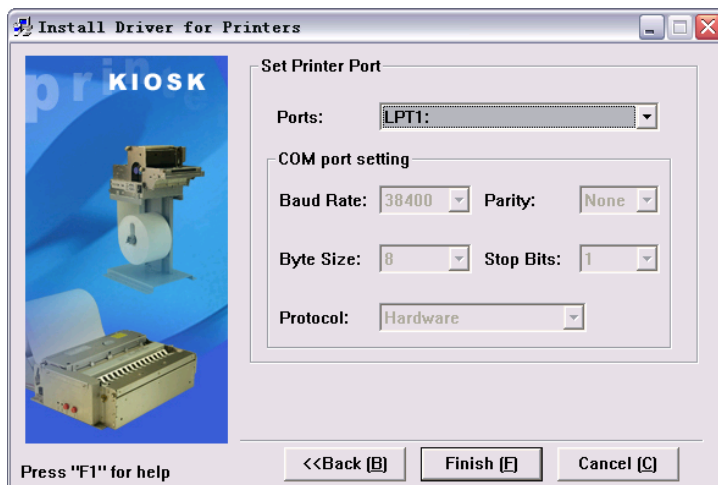 Install Driver for Printers
printe
KIOSK
Set Printer Port
Ports: LPT1:
COM port setting
Baud Rate: 38400 Parity: None
Byte Size: 8 Stop Bits: 1
Protocol: Hardware
<<Back (B) Finish (F) Cancel (C)
Press "F1" for help